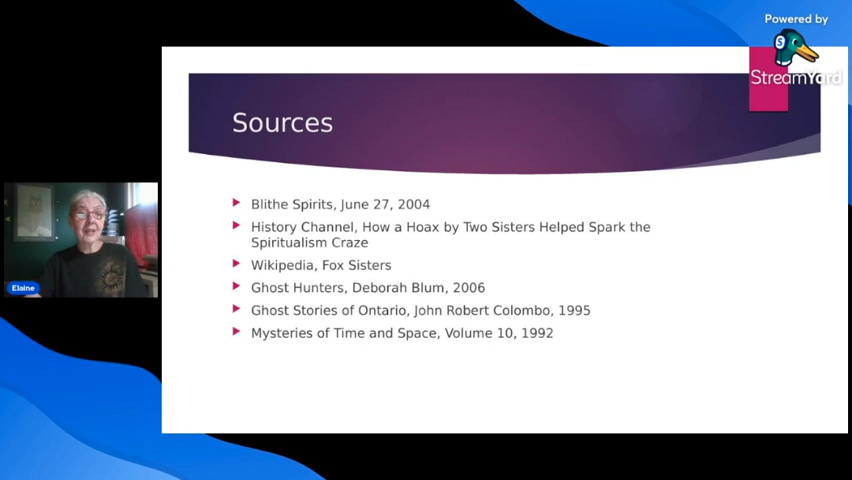 Powered by
StreamYard
Sources
Blithe Spirits, June 27, 2004
History Channel, How a Hoax by Two Sisters Helped Spark the
Spiritualism Craze
Wikipedia, Fox Sisters
Ghost Hunters, Deborah Blum, 2006
Ghost Stories of Ontario, John Robert Colombo, 1995
Mysteries of Time and Space, Volume 10, 1992
Elaine